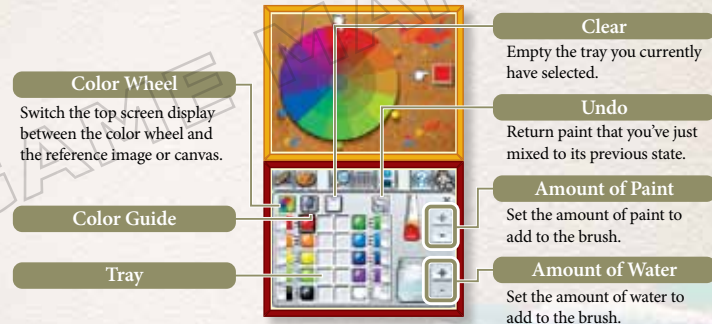 Color Wheel
Switch the top screen display
between the color wheel and
the reference image or canvas.
Color Guide
Tray
Clear
Empty the tray you currently
have selected.
Undo
Return paint that you've just
mixed to its previous state.
Amount of Paint
Set the amount of paint to
add to the brush.
Amount of Water
Set the amount of water to
add to the brush.
GAME MA